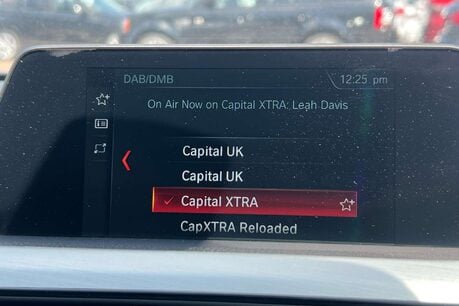 DAB/DMB 12:25 pm
On Air Now on Capital XTRA: Leah Davis
Capital UK
Capital UK
Capital XTRA
CapXTRA Reloaded